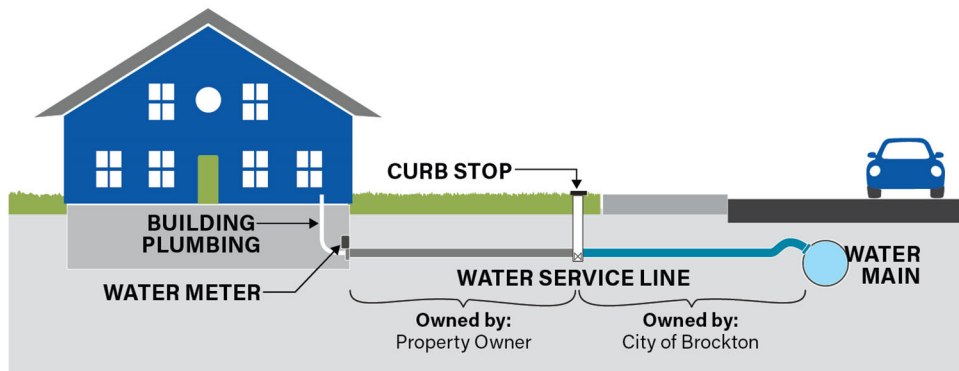 CURB STOP
BUILDING
PLUMBING
WATER METER
WATER SERVICE LINE
WATER
MAIN
Owned by:
Property Owner
Owned by:
City of Brockton